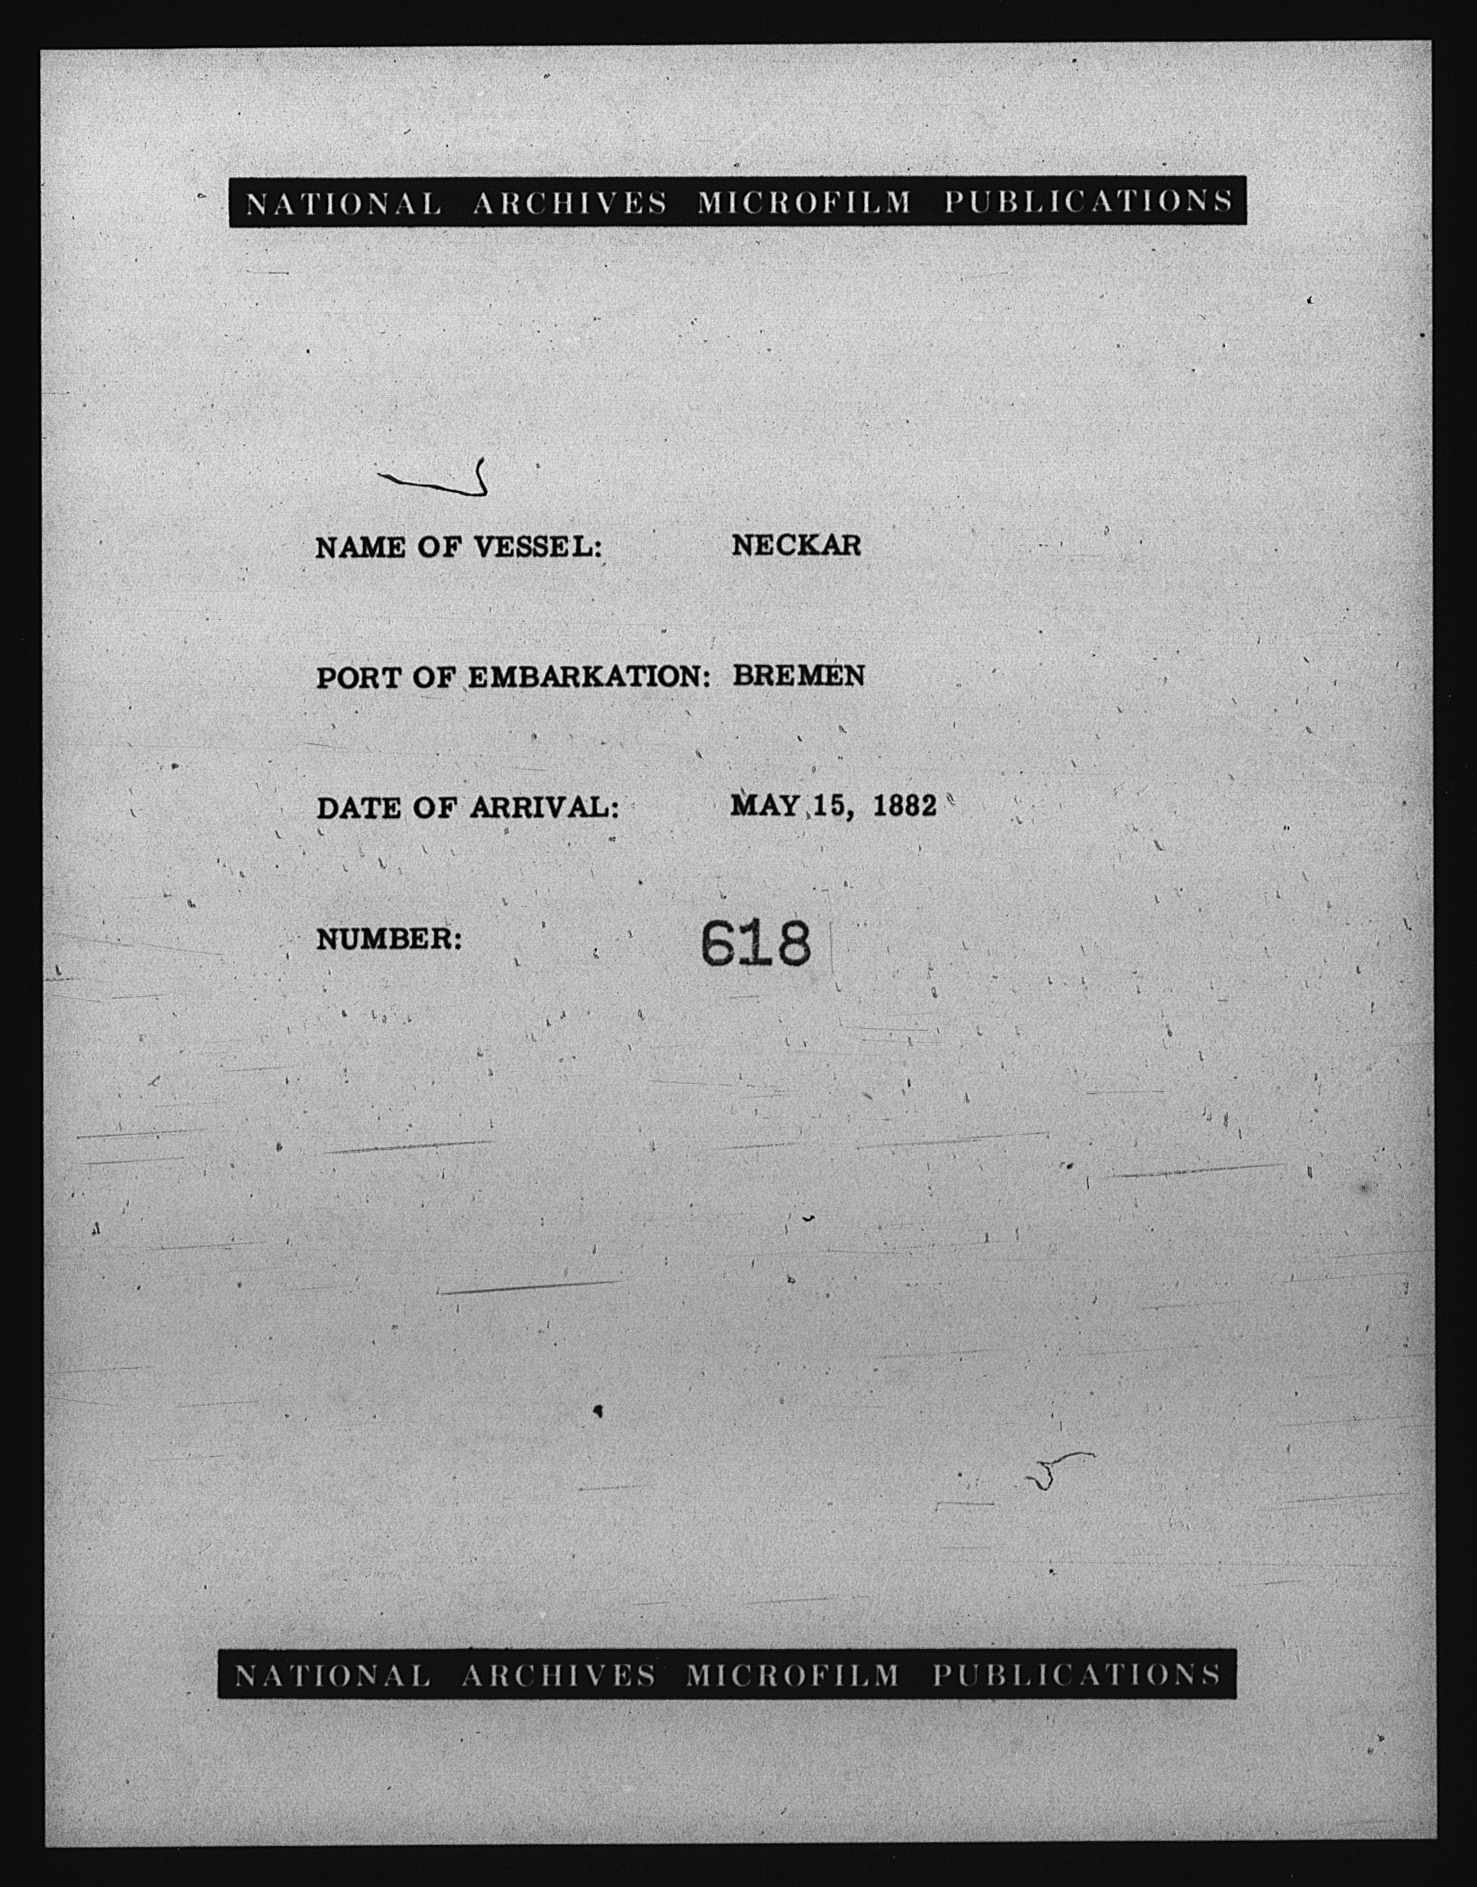 NATIONAL ARCHIVES MICROFILM PUBLICATIONS
NAME OF VESSEL: NECKAR
PORT OF EMBARKATION: BREMEN
DATE OF ARRIVAL: MAY 15, 1882
NUMBER: 618
NATIONAL ARCHIVES MICROFILM PUBLICATIONS